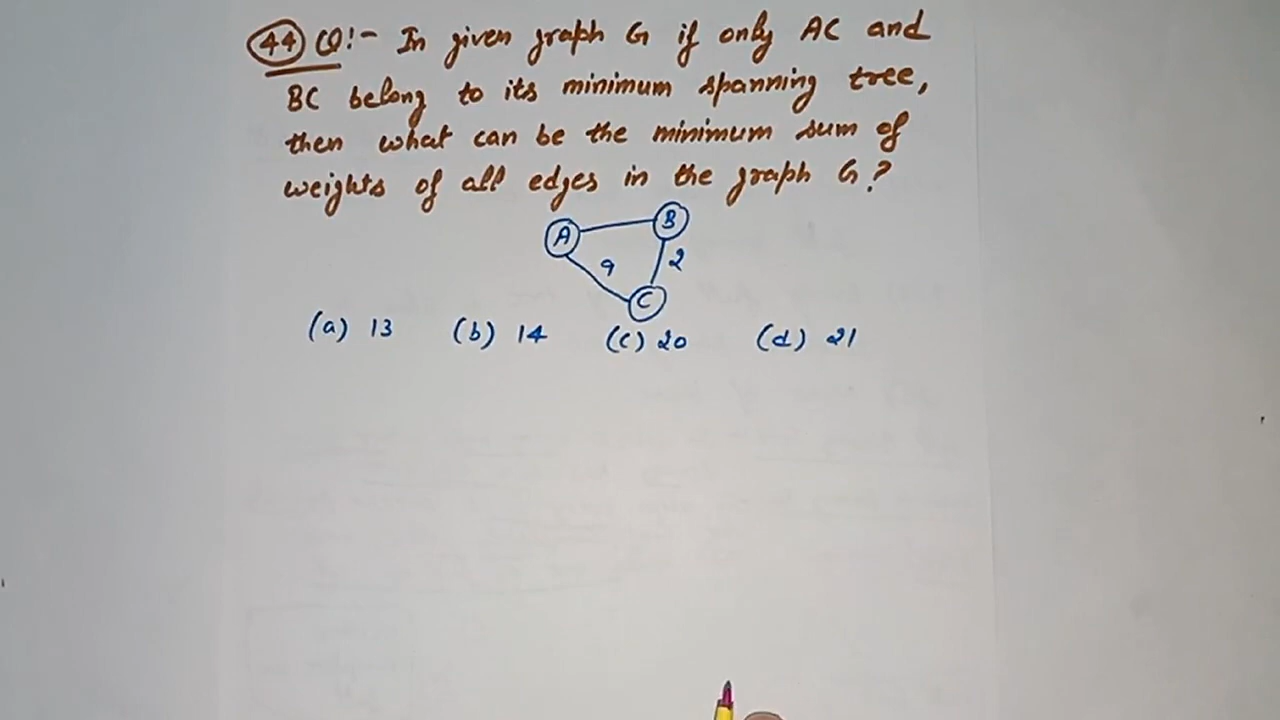 44 Q:- In given graph G if only AC and
BC belong to its minimum spanning tree,
then what can be the minimum sum of
weights of all edges in the graph G?
A B
9 2
C
(a) 13 (b) 14 (c) 20 (d) 21